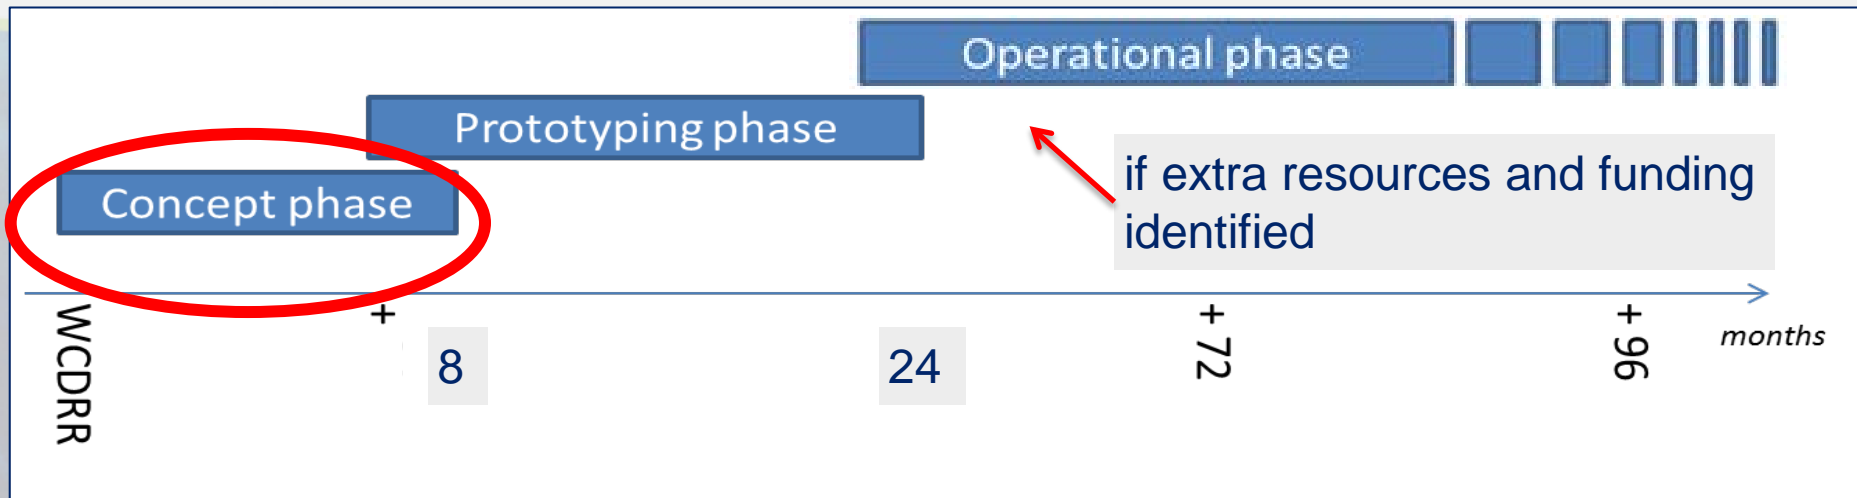 Operational phase
Prototyping phase
if extra resources and funding
identified
Concept phase
WCDRR
+
8
24
+ 72
+ 96
months